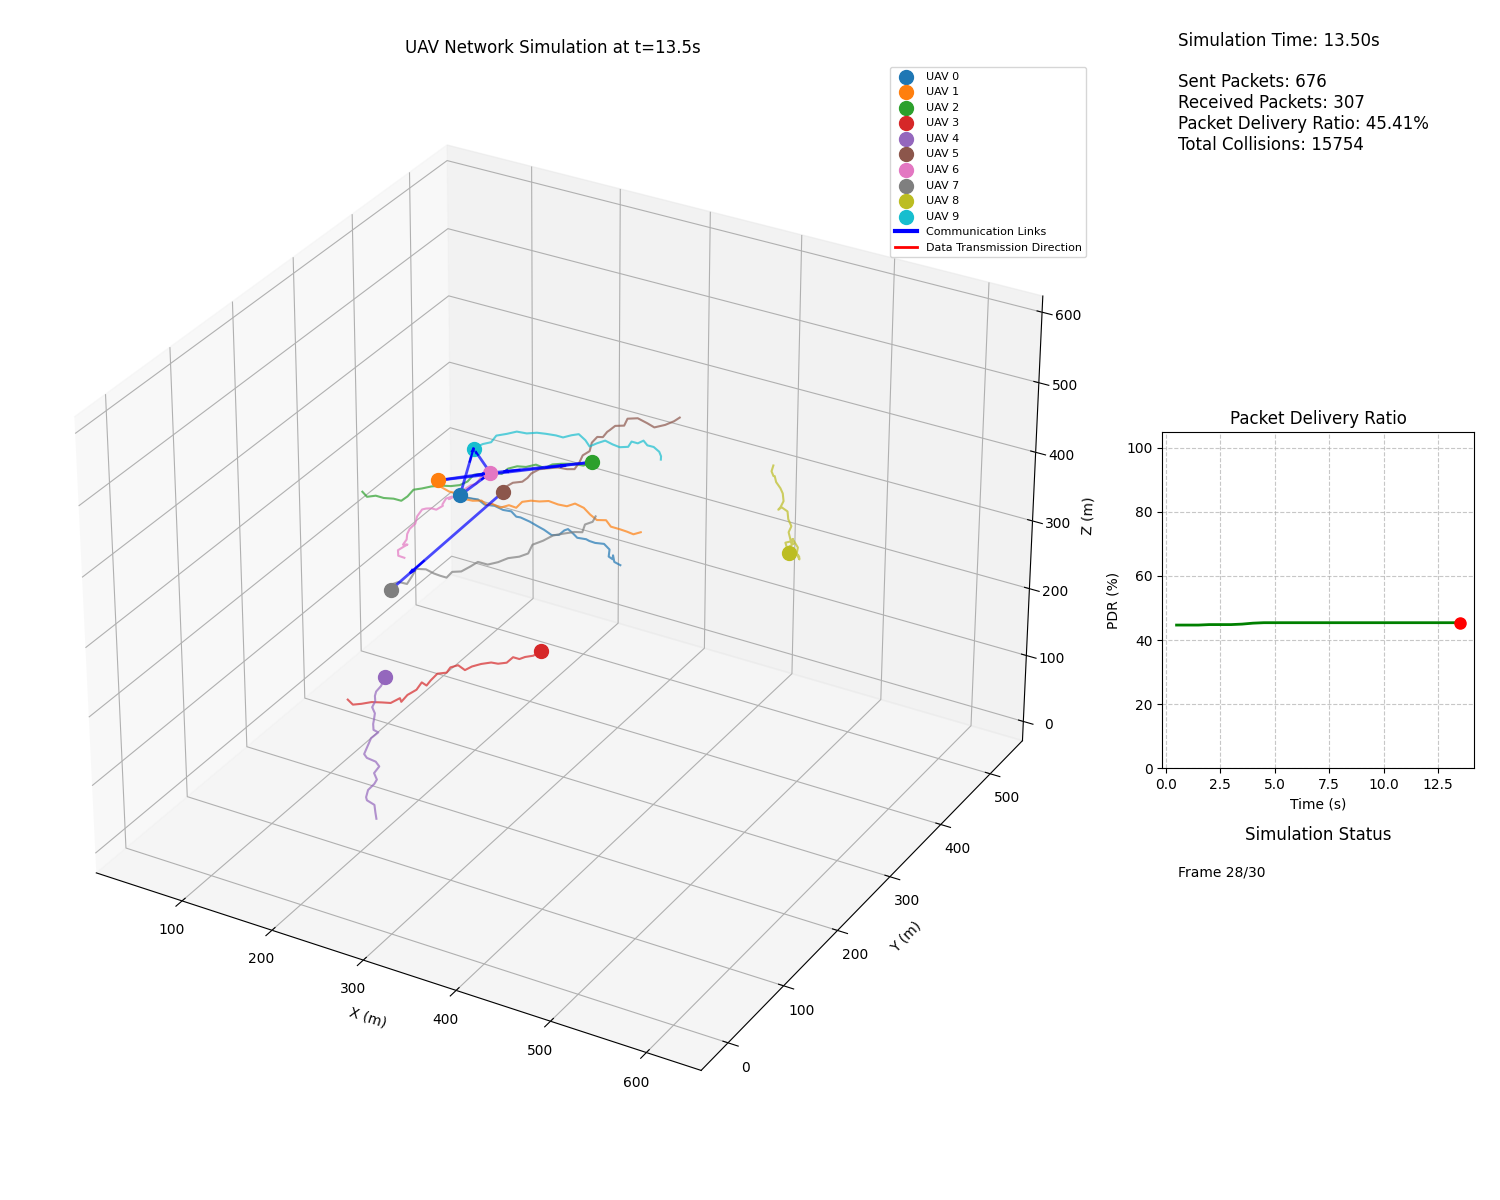 UAV Network Simulation at t=13.5s
UAV 0
UAV 1
UAV 2
UAV 3
UAV 4
UAV 5
UAV 6
UAV 7
UAV 8
UAV 9
Communication Links
Data Transmission Direction
600
500
400
300
200
100
0
Z (m)
500
400
300
200
100
0
Y (m)
100
200
300
400
500
600
X (m)
Simulation Time: 13.50s
Sent Packets: 676
Received Packets: 307
Packet Delivery Ratio: 45.41%
Total Collisions: 15754
Packet Delivery Ratio
100
80
60
40
20
0
PDR (%)
0.0 2.5 5.0 7.5 10.0 12.5
Time (s)
Simulation Status
Frame 28/30